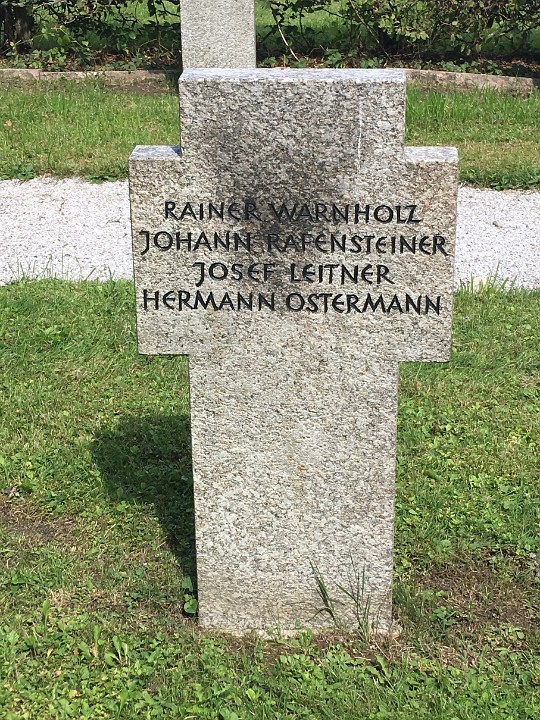 RAINER WARNHOLZ
JOHANN RAFENSTEINER
JOSEF LEITNER
HERMANN OSTERMANN